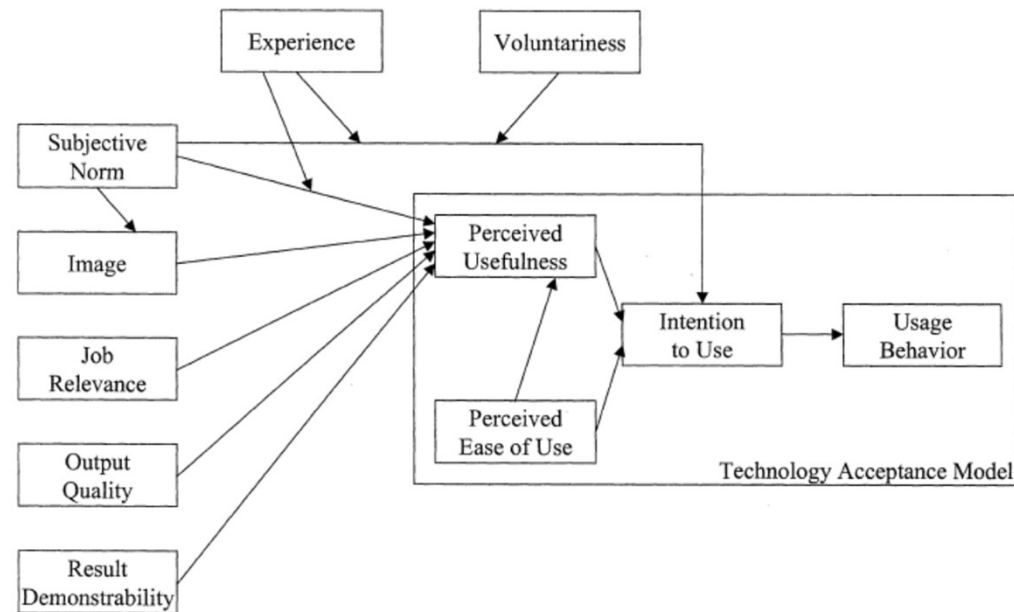 Experience
Voluntariness
Subjective
Norm
Image
Job
Relevance
Output
Quality
Result
Demonstrability
Perceived
Usefulness
Perceived
Ease of Use
Intention
to Use
Usage
Behavior
Technology Acceptance Model